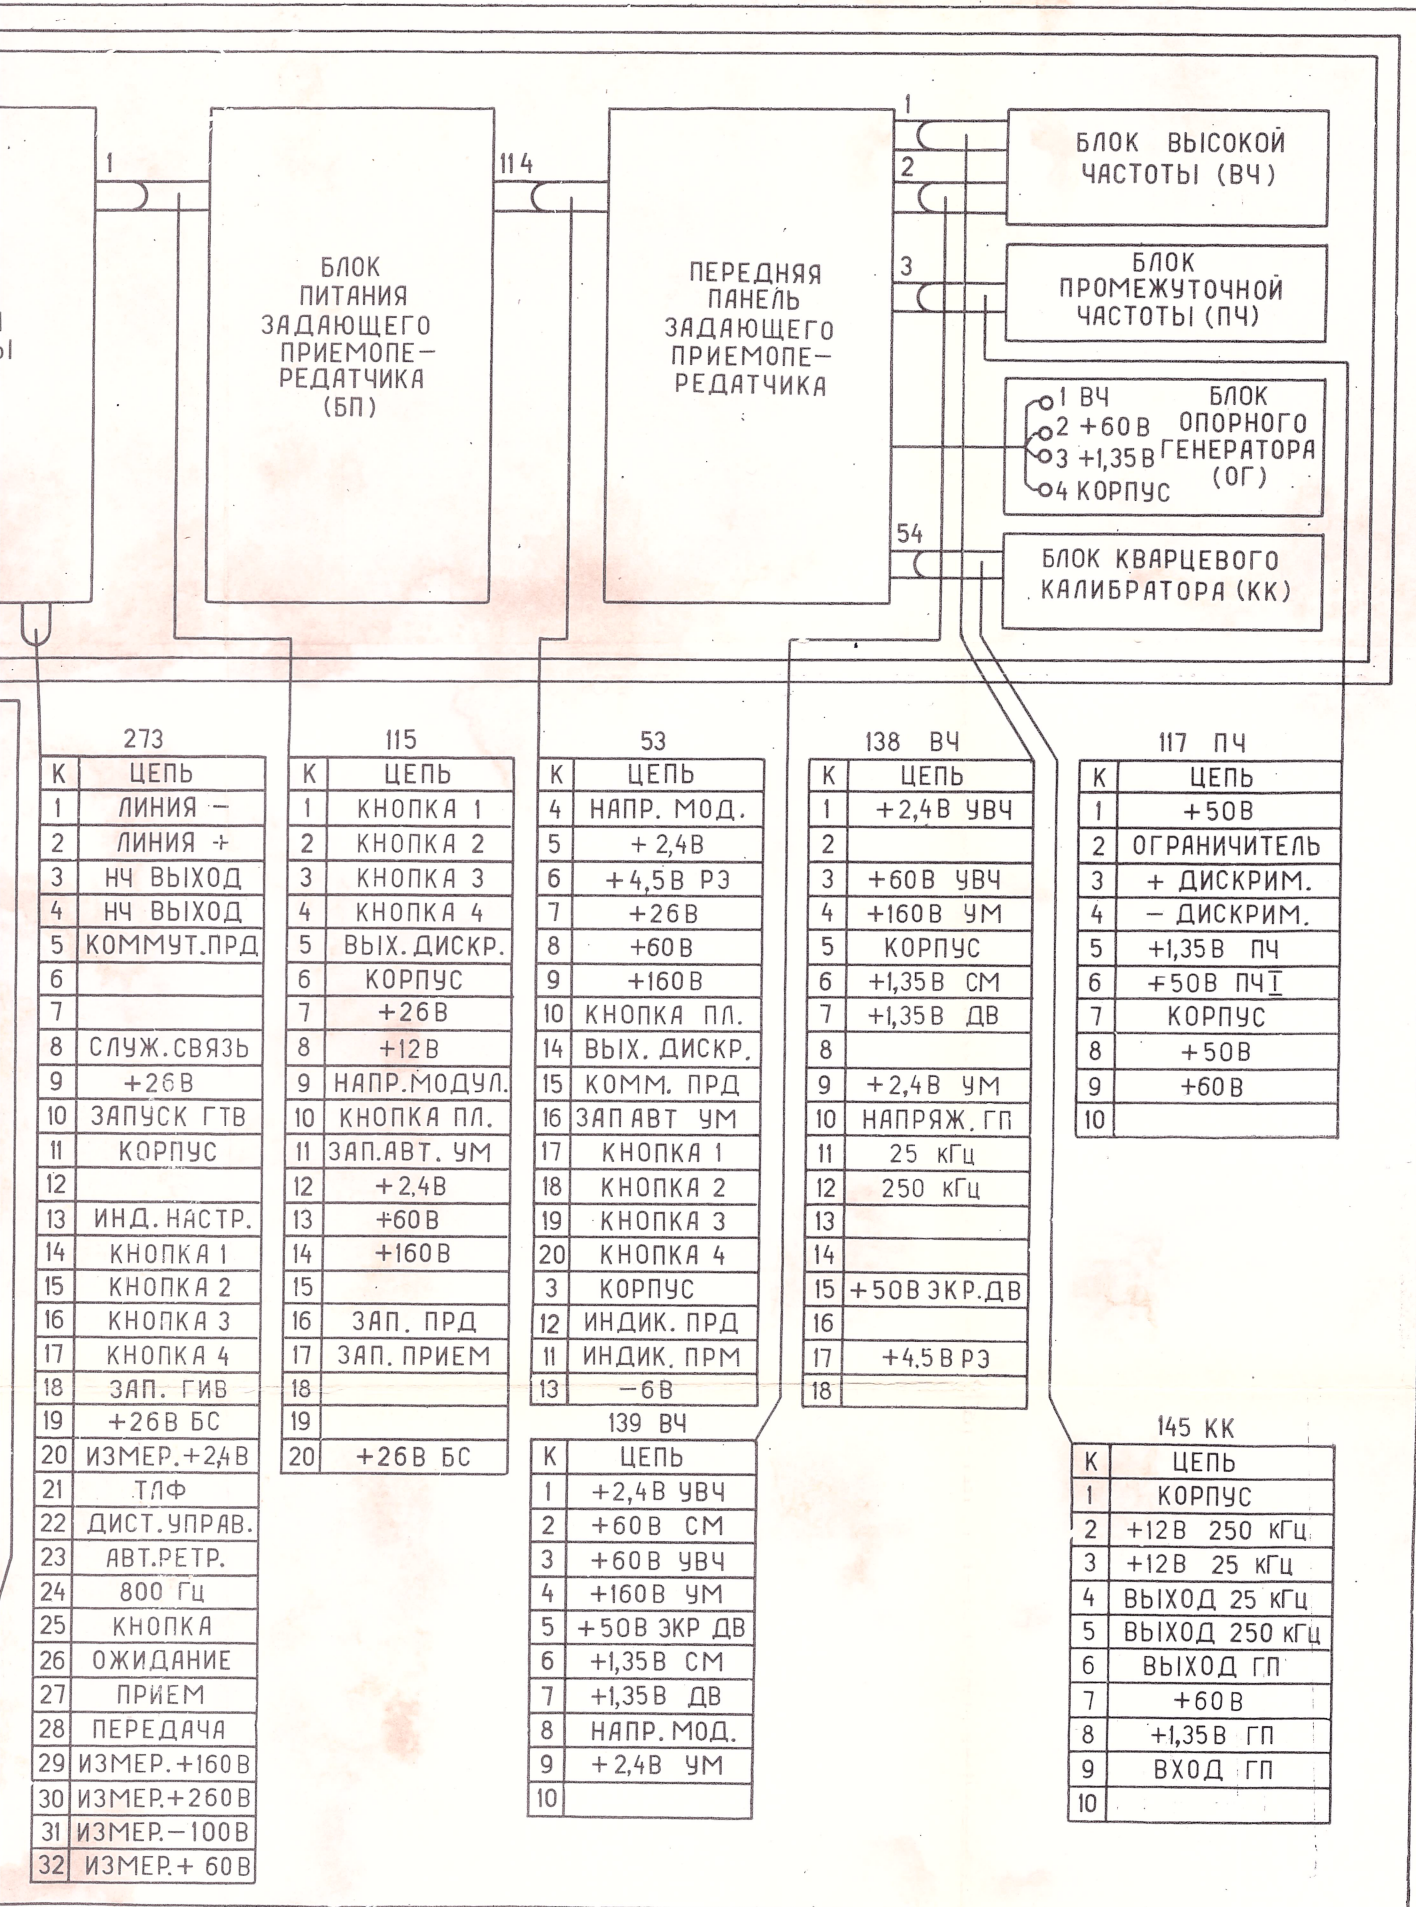 1
БЛОК
ПИТАНИЯ
ЗАДАЮЩЕГО
ПРИЕМОПЕ–
РЕДАТЧИКА
(БП)
114
ПЕРЕДНЯЯ
ПАНЕЛЬ
ЗАДАЮЩЕГО
ПРИЕМОПЕ–
РЕДАТЧИКА
1
2
3
54
БЛОК ВЫСОКОЙ
ЧАСТОТЫ (ВЧ)
БЛОК
ПРОМЕЖУТОЧНОЙ
ЧАСТОТЫ (ПЧ)
1 ВЧ
2 +60В
3 +1,35В
4 КОРПУС
БЛОК
ОПОРНОГО
ГЕНЕРАТОРА
(ОГ)
БЛОК КВАРЦЕВОГО
КАЛИБРАТОРА (КК)
273
К ЦЕПЬ
1 ЛИНИЯ –
2 ЛИНИЯ +
3 НЧ ВЫХОД
4 НЧ ВЫХОД
5 КОММУТ.ПРД
6
7
8 СЛУЖ.СВЯЗЬ
9 +26В
10 ЗАПУСК ГТВ
11 КОРПУС
12
13 ИНД.НАСТР.
14 КНОПКА 1
15 КНОПКА 2
16 КНОПКА 3
17 КНОПКА 4
18 ЗАП. ГИВ
19 +26В БС
20 ИЗМЕР.+2,4В
21 ТЛФ
22 ДИСТ.УПРАВ.
23 АВТ.РЕТР.
24 800 Гц
25 КНОПКА
26 ОЖИДАНИЕ
27 ПРИЕМ
28 ПЕРЕДАЧА
29 ИЗМЕР.+160В
30 ИЗМЕР.+260В
31 ИЗМЕР.–100В
32 ИЗМЕР.+ 60В
115
К ЦЕПЬ
1 КНОПКА 1
2 КНОПКА 2
3 КНОПКА 3
4 КНОПКА 4
5 ВЫХ.ДИСКР.
6 КОРПУС
7 +26В
8 +12В
9 НАПР.МОДУЛ.
10 КНОПКА ПЛ.
11 ЗАП.АВТ. УМ
12 +2,4В
13 +60В
14 +160В
15
16 ЗАП. ПРД
17 ЗАП. ПРИЕМ
18
19
20 +26В БС
53
К ЦЕПЬ
4 НАПР. МОД.
5 +2,4В
6 +4,5В РЭ
7 +26В
8 +60В
9 +160В
10 КНОПКА ПЛ.
14 ВЫХ. ДИСКР.
15 КОММ. ПРД
16 ЗАП АВТ УМ
17 КНОПКА 1
18 КНОПКА 2
19 КНОПКА 3
20 КНОПКА 4
3 КОРПУС
12 ИНДИК. ПРД
11 ИНДИК. ПРМ
13 –6В
139 ВЧ
К ЦЕПЬ
1 +2,4В УВЧ
2 +60В СМ
3 +60В УВЧ
4 +160В УМ
5 +50В ЭКР ДВ
6 +1,35В СМ
7 +1,35В ДВ
8 НАПР. МОД.
9 +2,4В УМ
10
138 ВЧ
К ЦЕПЬ
1 +2,4В УВЧ
2
3 +60В УВЧ
4 +160В УМ
5 КОРПУС
6 +1,35В СМ
7 +1,35В ДВ
8
9 +2,4В УМ
10 НАПРЯЖ. ГП
11 25 кГц
12 250 кГц
13
14
15 +50В ЭКР.ДВ
16
17 +4,5В РЭ
18
117 ПЧ
К ЦЕПЬ
1 +50В
2 ОГРАНИЧИТЕЛЬ
3 + ДИСКРИМ.
4 – ДИСКРИМ.
5 +1,35В ПЧ
6 +50В ПЧ I
7 КОРПУС
8 +50В
9 +60В
10
145 КК
К ЦЕПЬ
1 КОРПУС
2 +12В 250 кГц
3 +12В 25 кГц
4 ВЫХОД 25 кГц
5 ВЫХОД 250 кГц
6 ВЫХОД ГП
7 +60В
8 +1,35В ГП
9 ВХОД ГП
10